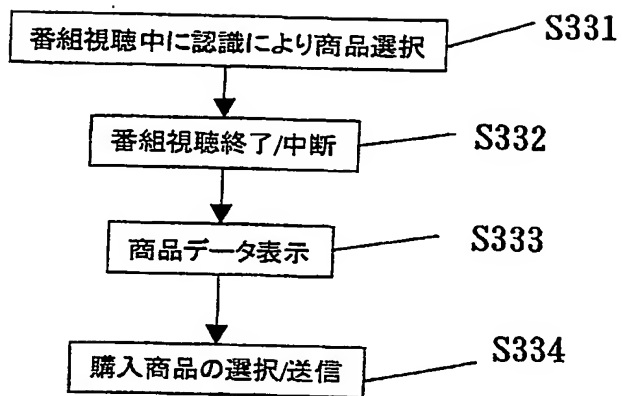 番組視聴中に認識により商品選択
S331
番組視聴終了/中断
S332
商品データ表示
S333
購入商品の選択/送信
S334